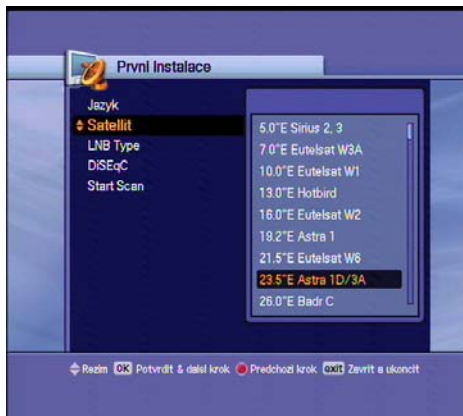 První Instalace
Jazyk
Satellit
LNB Type
DiSEqC
Start Scan
5.0°E Sirius 2, 3
7.0°E Eutelsat W3A
10.0°E Eutelsat W1
13.0°E Hotbird
16.0°E Eutelsat W2
19.2°E Astra 1
21.5°E Eutelsat W6
23.5°E Astra 1D/3A
26.0°E Badr C
Rezim OK Potvrdit & dalsi krok Predchozi krok exit Zavrit a ukoncit